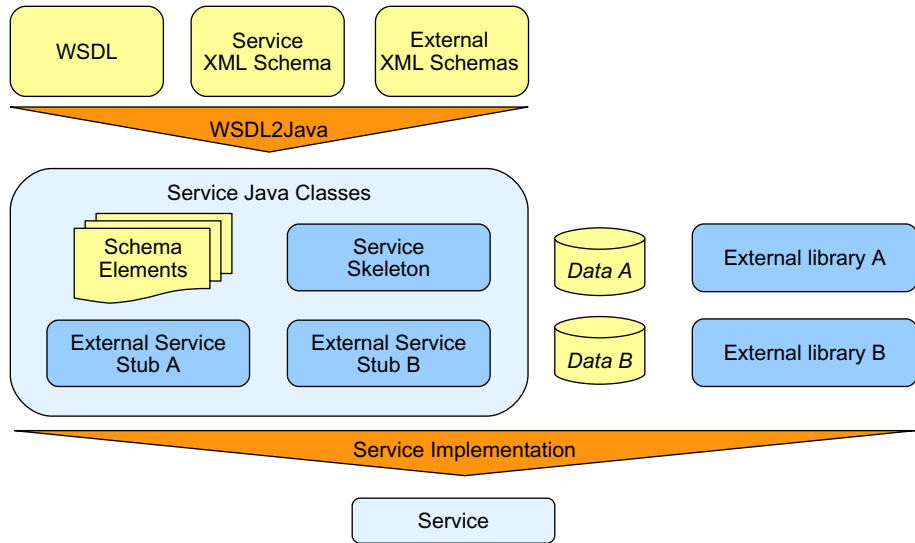 WSDL
Service
XML Schema
External
XML Schemas
WSDL2Java
Service Java Classes
Schema
Elements
Service
Skeleton
Data A
External library A
External Service
Stub A
External Service
Stub B
Data B
External library B
Service Implementation
Service